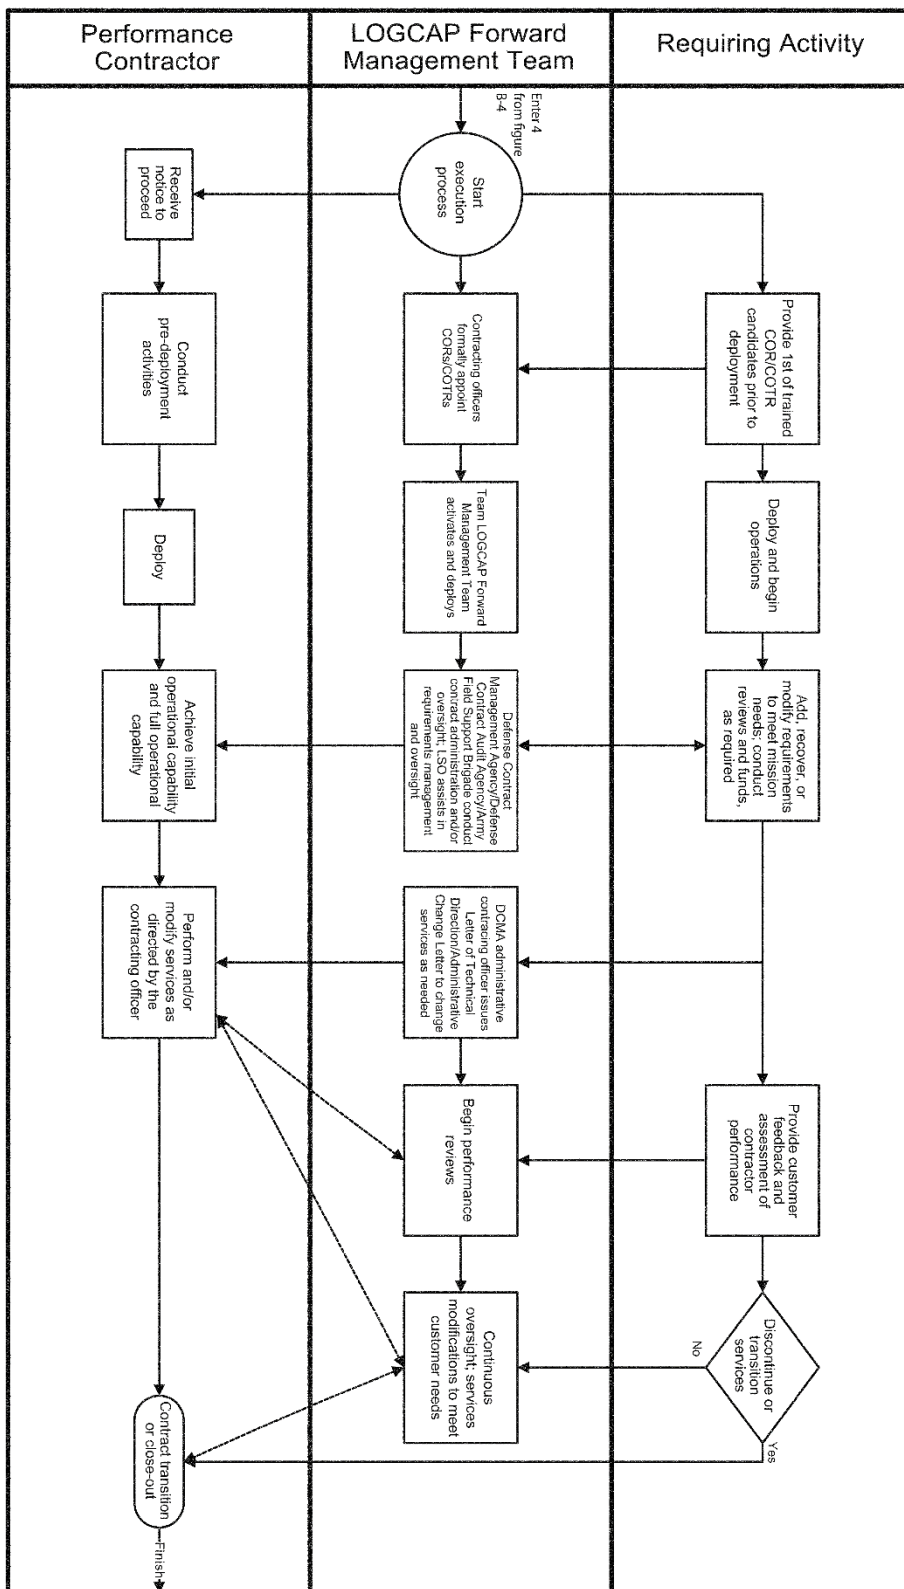 Performance
Contractor
LOGCAP Forward
Management Team
Requiring Activity
Enter 4
from figure
B-4
Start
execution
process
Receive
notice to
proceed
Provide 1st of trained
COR/COTR
candidates prior to
deployment
Contracting officers
formally appoint
CORs/COTRs
Conduct
pre-deployment
activities
Deploy and begin
operations
Team LOGCAP Forward
Management Team
activates and deploys
Deploy
Add, recover, or
modify requirements
to meet mission
needs; conduct
reviews and funds,
as required
Defense Contract
Management Agency/Defense
Contract Audit Agency/Army
Field Support Brigade conduct
contract administration and/or
oversight; LSO assists in
requirements management
and oversight
Achieve initial
operational capability
and full operational
capability
DCMA administrative
contracing officer issues
Letter of Technical
Direction/Administrative
Change Letter to change
services as needed
Perform and/or
modify services as
directed by the
contracting officer
Provide customer
feedback and
assessment of
contractor
performance
Begin performance
reviews
Discontinue or
transition
services
No
Yes
Continuous
oversight; services
modifications to meet
customer needs
Contract transition
or close-out
Finish